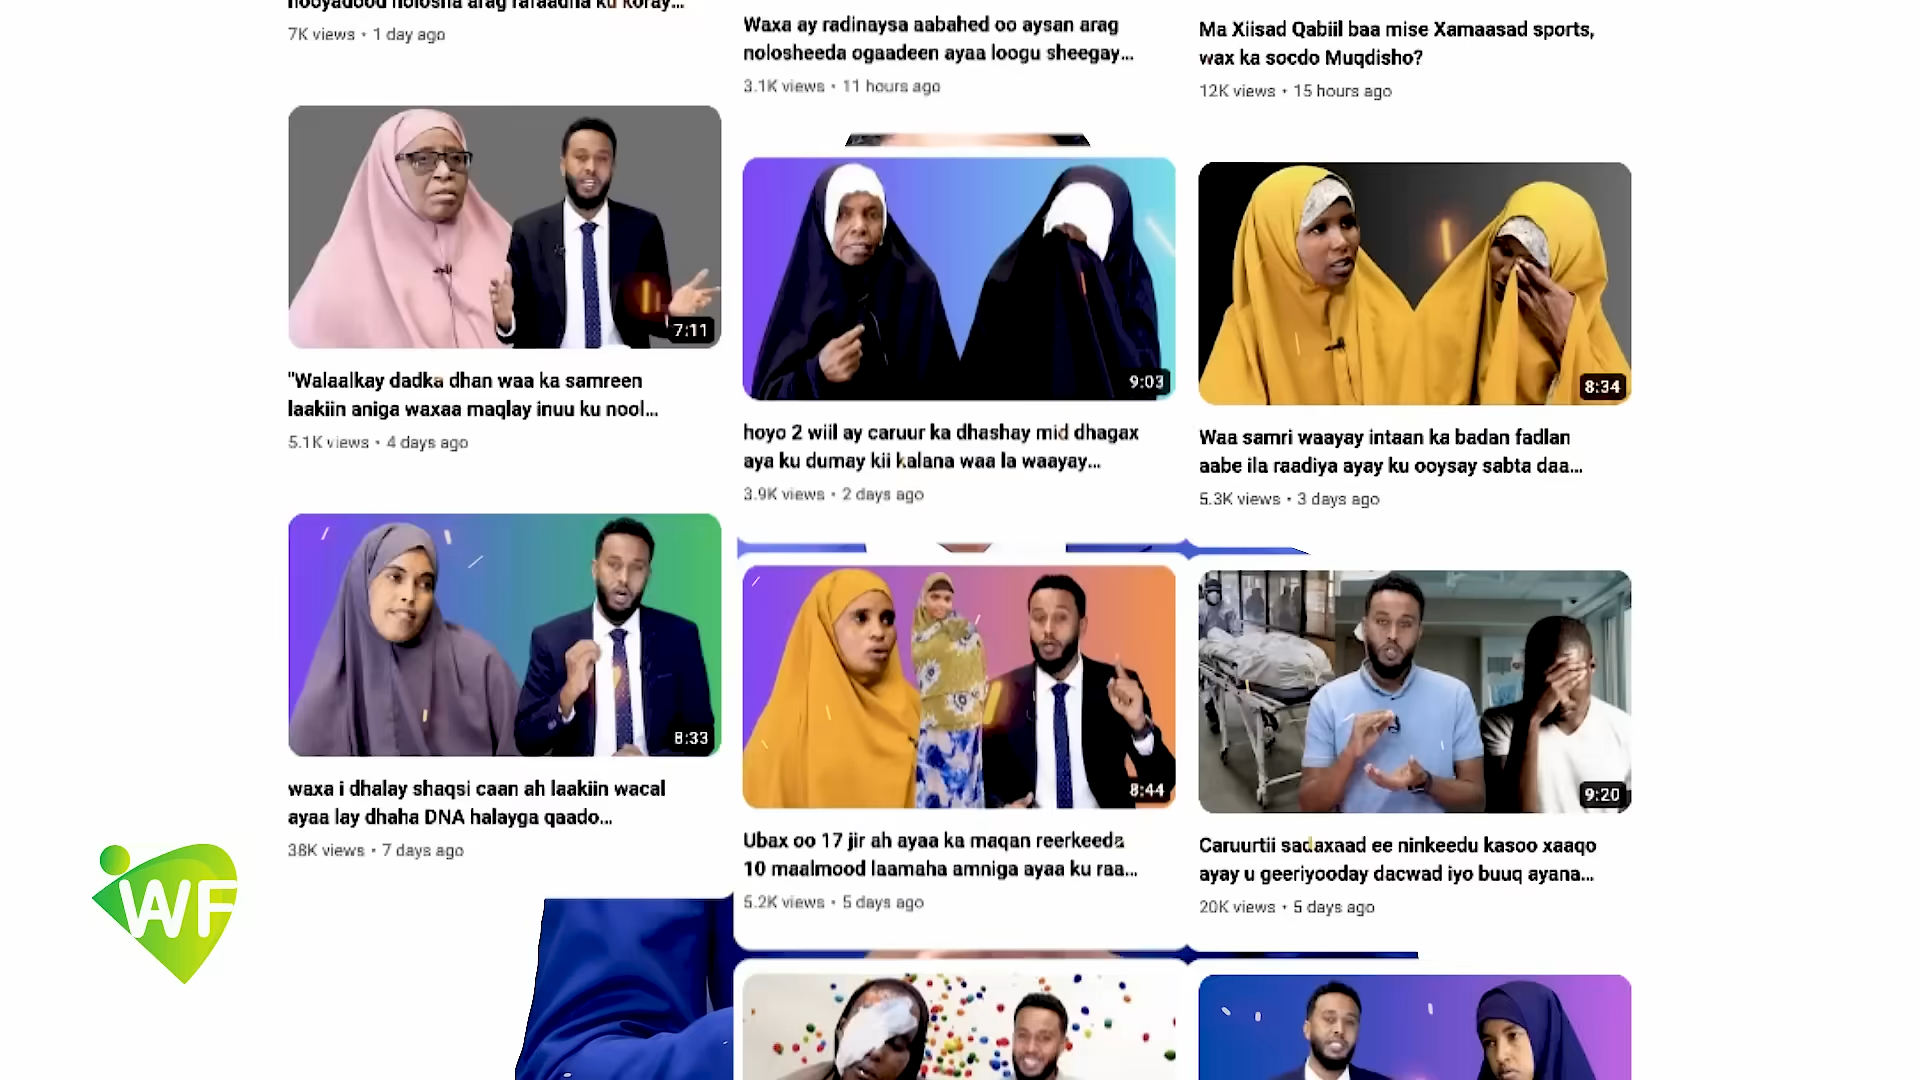 7K views • 1 day ago
Waxa ay radinaysa aabahed oo aysan arag
nolosheeda ogaadeen ayaa loogu sheegay...
3.1K views • 11 hours ago
Ma Xiisad Qabiil baa mise Xamaasad sports,
wax ka socdo Muqdisho?
12K views • 15 hours ago
7:11
"Walaalkay dadka dhan waa ka samreen
laakiin aniga waxaa maqlay inuu ku nool...
5.1K views • 4 days ago
9:03
hoyo 2 wiil ay caruur ka dhashay mid dhagax
aya ku dumay kii kalana waa la waayay...
3.9K views • 2 days ago
8:34
Waa samri waayay intaan ka badan fadlan
aabe ila raadiya ayay ku ooysay sabta daa...
5.3K views • 3 days ago
8:33
waxa i dhalay shaqsi caan ah laakiin wacal
ayaa lay dhaha DNA halayga qaado...
38K views • 7 days ago
8:44
Ubax oo 17 jir ah ayaa ka maqan reerkeeda
10 maalmood laamaha amniga ayaa ku raa...
5.2K views • 5 days ago
9:20
Caruurtii sadaxaad ee ninkeedu kasoo xaaqo
ayay u geeriyooday dacwad iyo buuq ayana...
20K views • 5 days ago
WF